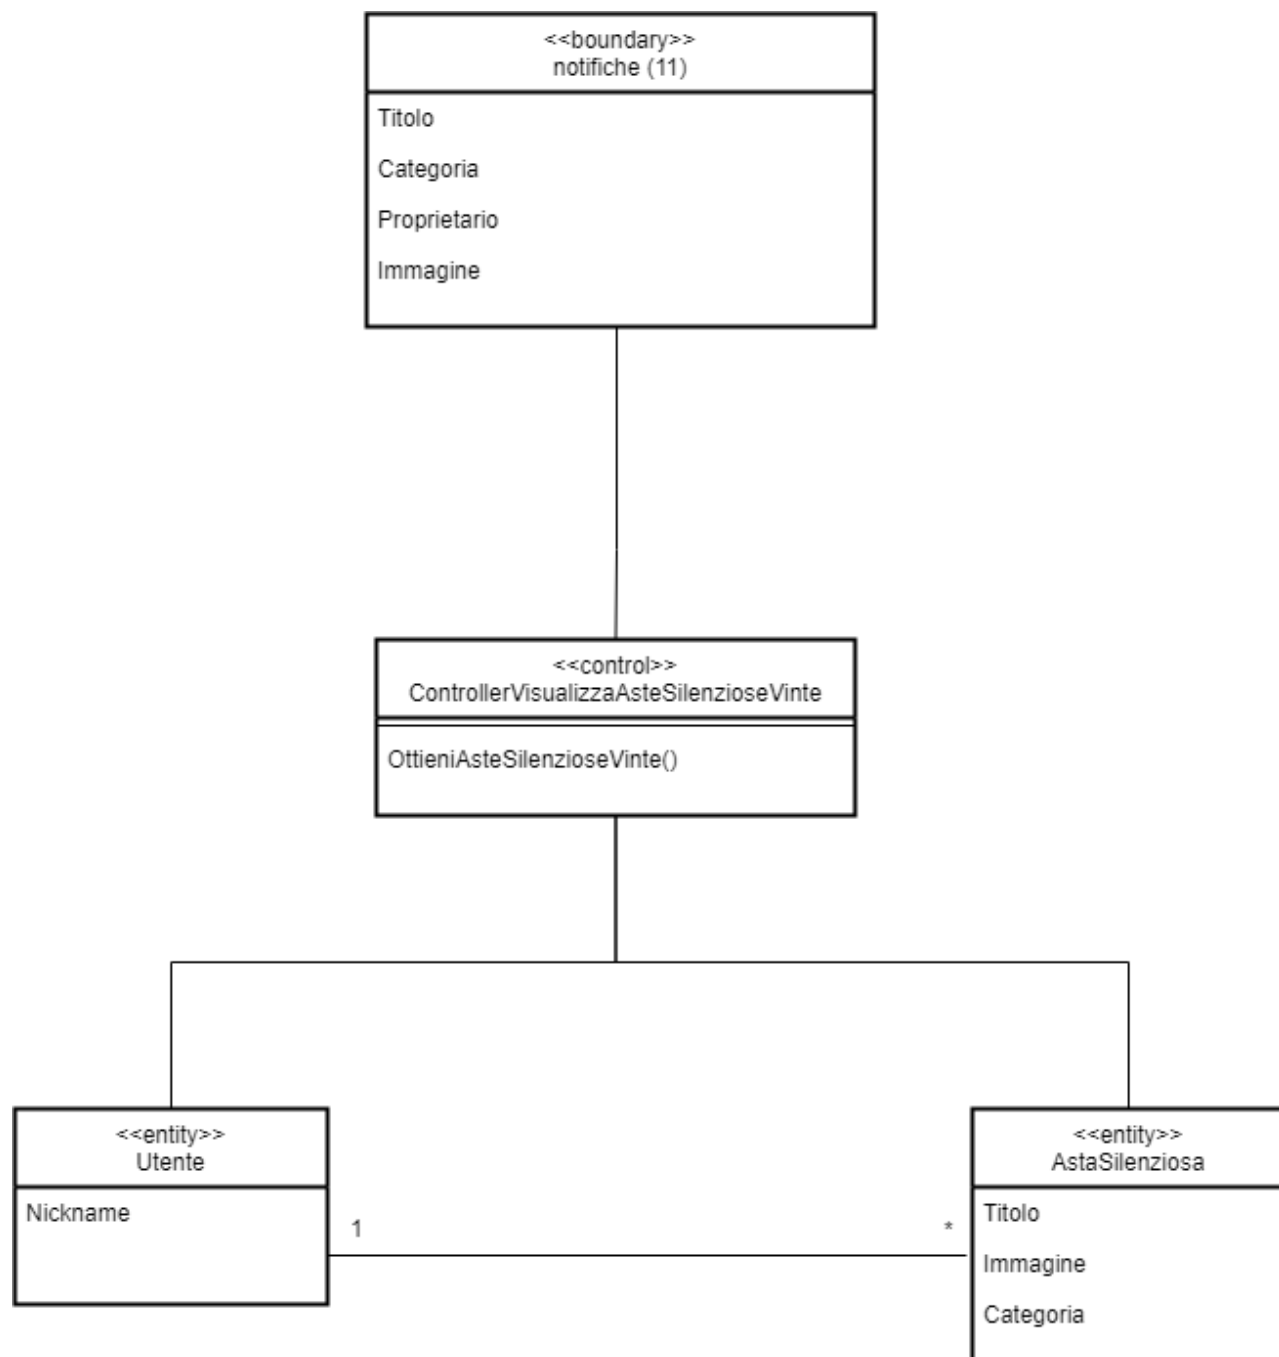 <<boundary>>
notifiche (11)
Titolo
Categoria
Proprietario
Immagine
<<control>>
ControllerVisualizzaAsteSilenzioseVinte
OttieniAsteSilenzioseVinte()
<<entity>>
Utente
Nickname
1
*
<<entity>>
AstaSilenziosa
Titolo
Immagine
Categoria